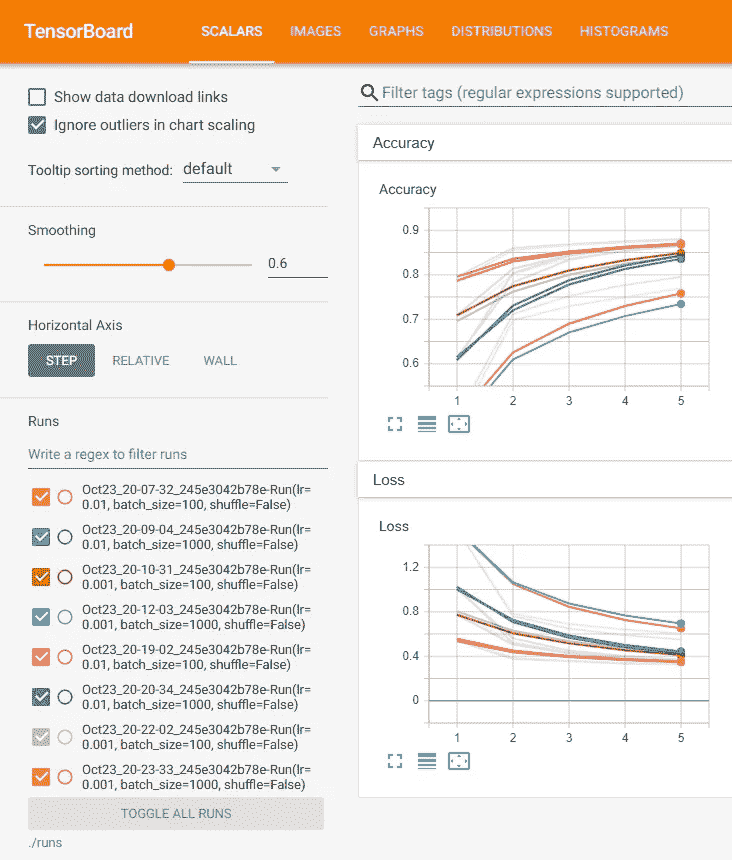 TensorBoard
SCALARS IMAGES GRAPHS DISTRIBUTIONS HISTOGRAMS
Show data download links
Ignore outliers in chart scaling
Tooltip sorting method: default
Smoothing
0.6
Horizontal Axis
STEP RELATIVE WALL
Runs
Write a regex to filter runs
Oct23_20-07-32_245e3042b78e-Run(lr=
0.01, batch_size=100, shuffle=False)
Oct23_20-09-04_245e3042b78e-Run(lr=
0.01, batch_size=1000, shuffle=False)
Oct23_20-10-31_245e3042b78e-Run(lr=
0.001, batch_size=100, shuffle=False)
Oct23_20-12-03_245e3042b78e-Run(lr=
0.001, batch_size=1000, shuffle=False)
Oct23_20-19-02_245e3042b78e-Run(lr=
0.01, batch_size=100, shuffle=False)
Oct23_20-20-34_245e3042b78e-Run(lr=
0.01, batch_size=1000, shuffle=False)
Oct23_20-22-02_245e3042b78e-Run(lr=
0.001, batch_size=100, shuffle=False)
Oct23_20-23-33_245e3042b78e-Run(lr=
0.001, batch_size=1000, shuffle=False)
TOGGLE ALL RUNS
./runs
Filter tags (regular expressions supported)
Accuracy
Accuracy
0.9
0.8
0.7
0.6
1 2 3 4 5
Loss
Loss
1.2
0.8
0.4
0
1 2 3 4 5